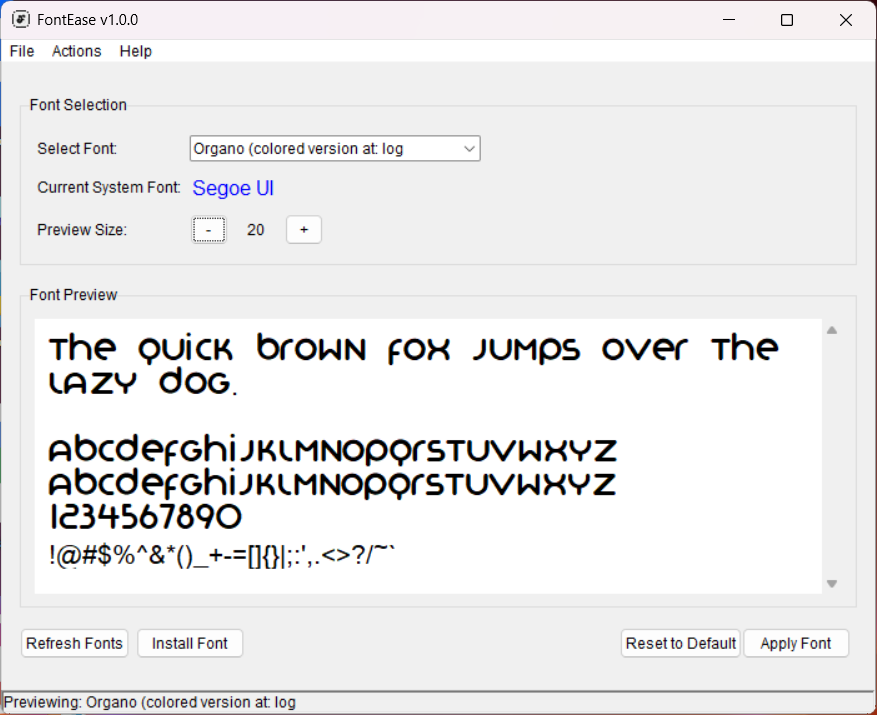 FontEase v1.0.0
File Actions Help
Font Selection
Select Font: Organo (colored version at: log
Current System Font: Segoe UI
Preview Size: - 20 +
Font Preview
The quick brown fox jumps over the
lazy dog.
Abcdefghijklmnopqrstuvwxyz
Abcdefghijklmnopqrstuvwxyz
1234567890
!@#$%^&*()_+-=[]{}|;:',.<>?/~`
Refresh Fonts Install Font Reset to Default Apply Font
Previewing: Organo (colored version at: log